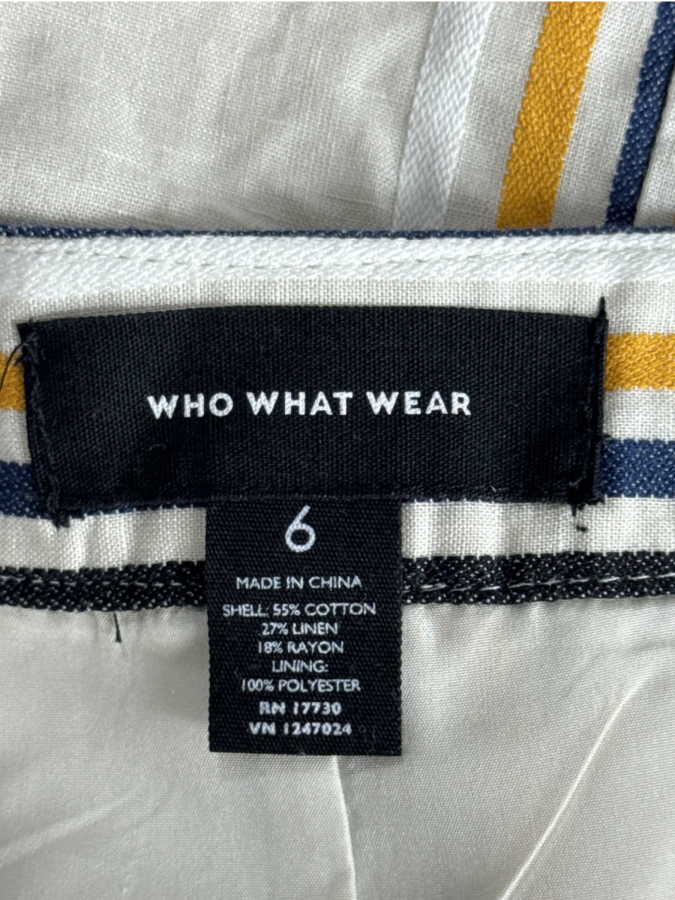 WHO WHAT WEAR
6
MADE IN CHINA
SHELL: 55% COTTON
27% LINEN
18% RAYON
LINING:
100% POLYESTER
RN 17730
VN 1247024